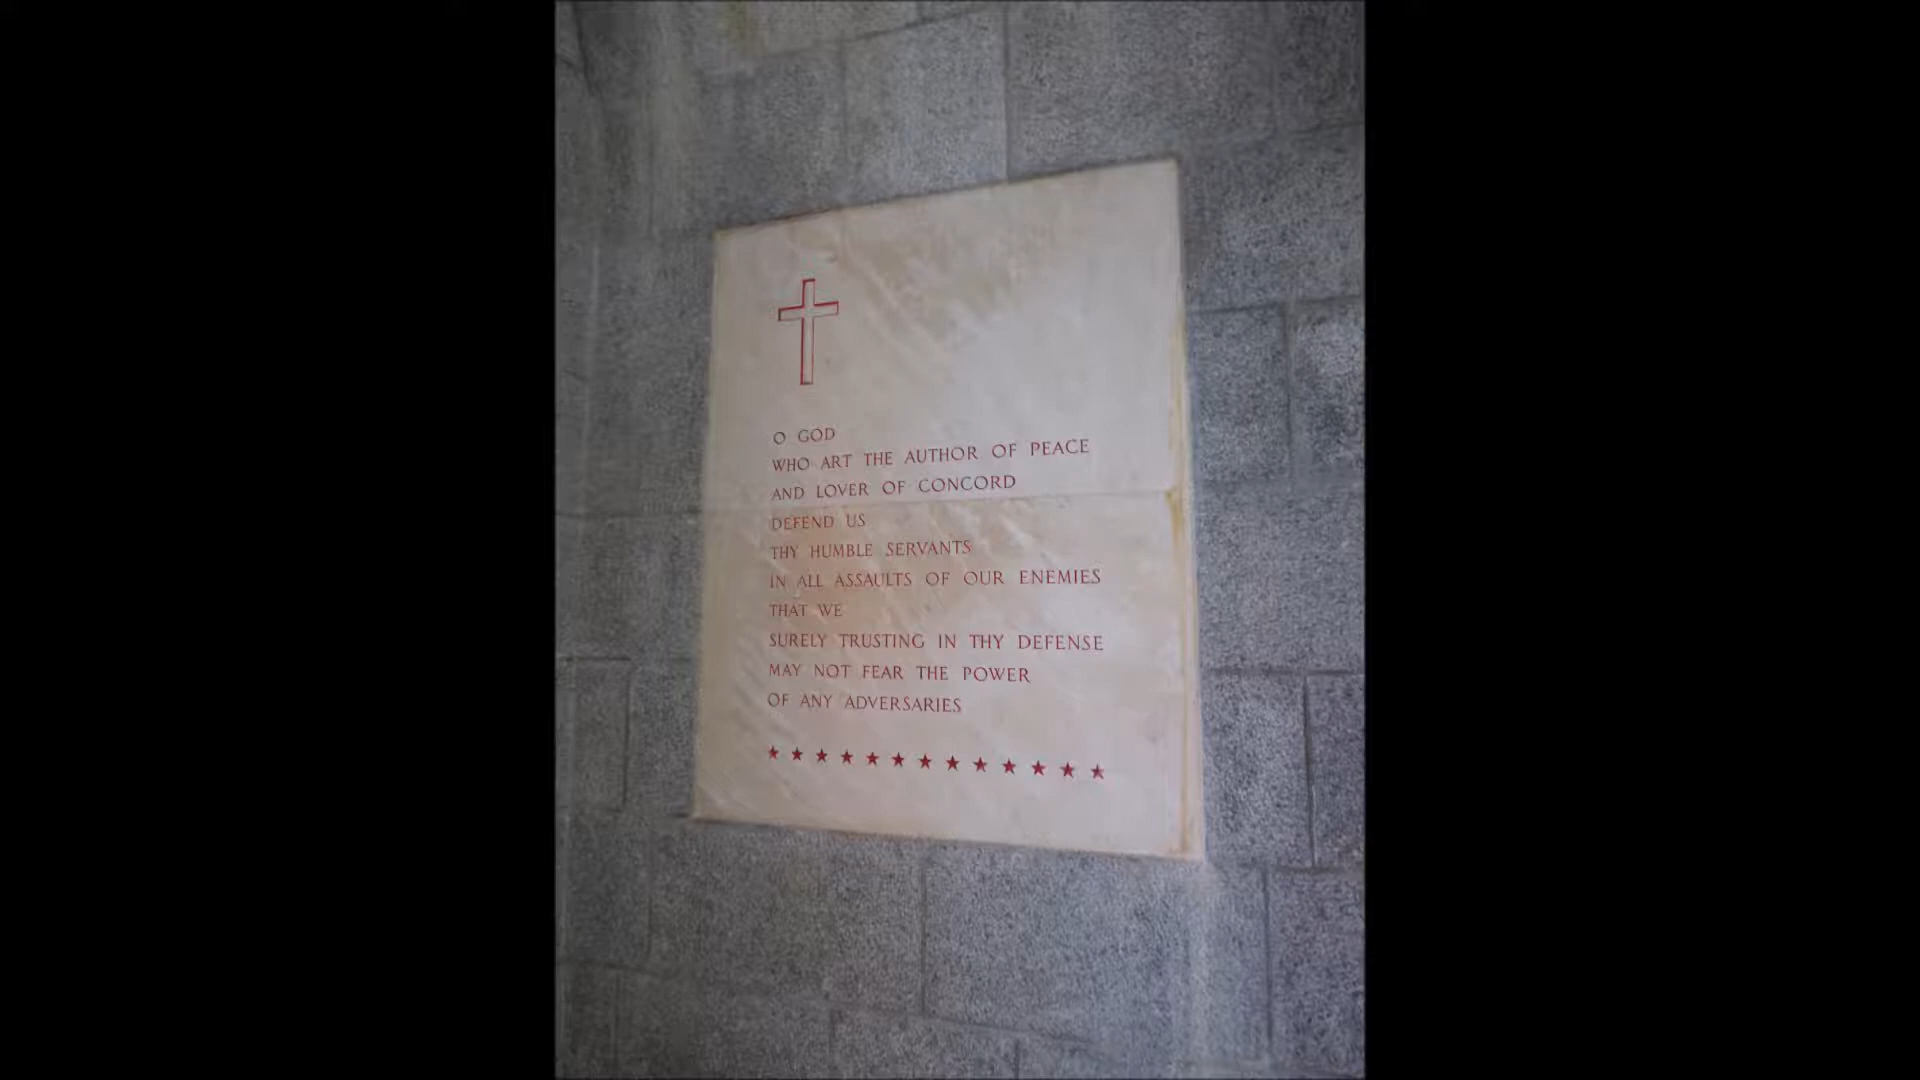 O GOD
WHO ART THE AUTHOR OF PEACE
AND LOVER OF CONCORD
DEFEND US
THY HUMBLE SERVANTS
IN ALL ASSAULTS OF OUR ENEMIES
THAT WE
SURELY TRUSTING IN THY DEFENSE
MAY NOT FEAR THE POWER
OF ANY ADVERSARIES